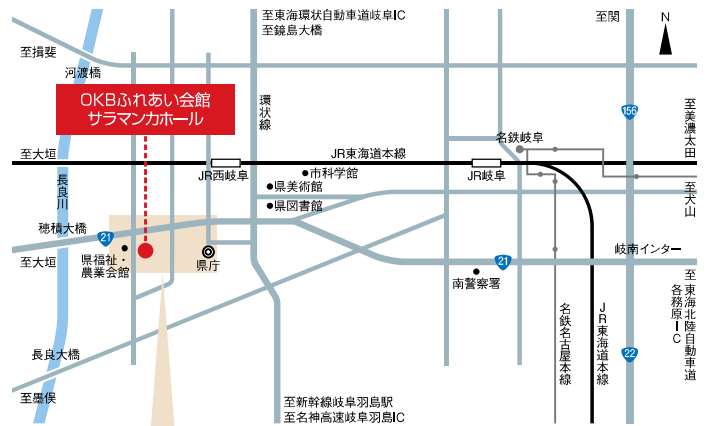 至東海環状自動車道岐阜IC
至鏡島大橋
至関
N
至揖斐
河渡橋
OKBふれあい会館
サラマンカホール
環状線
156
至美濃太田
名鉄岐阜
至大垣
JR東海道本線
JR西岐阜
JR岐阜
市科学館
県美術館
県図書館
長良川
至犬山
穂積大橋
21
至大垣
県福祉・
農業会館
県庁
岐南インター
21
南警察署
至東海北陸自動車道
各務原IC
名鉄名古屋本線
JR東海道本線
22
長良大橋
至墨俣
至新幹線岐阜羽島駅
至名神高速岐阜羽島IC